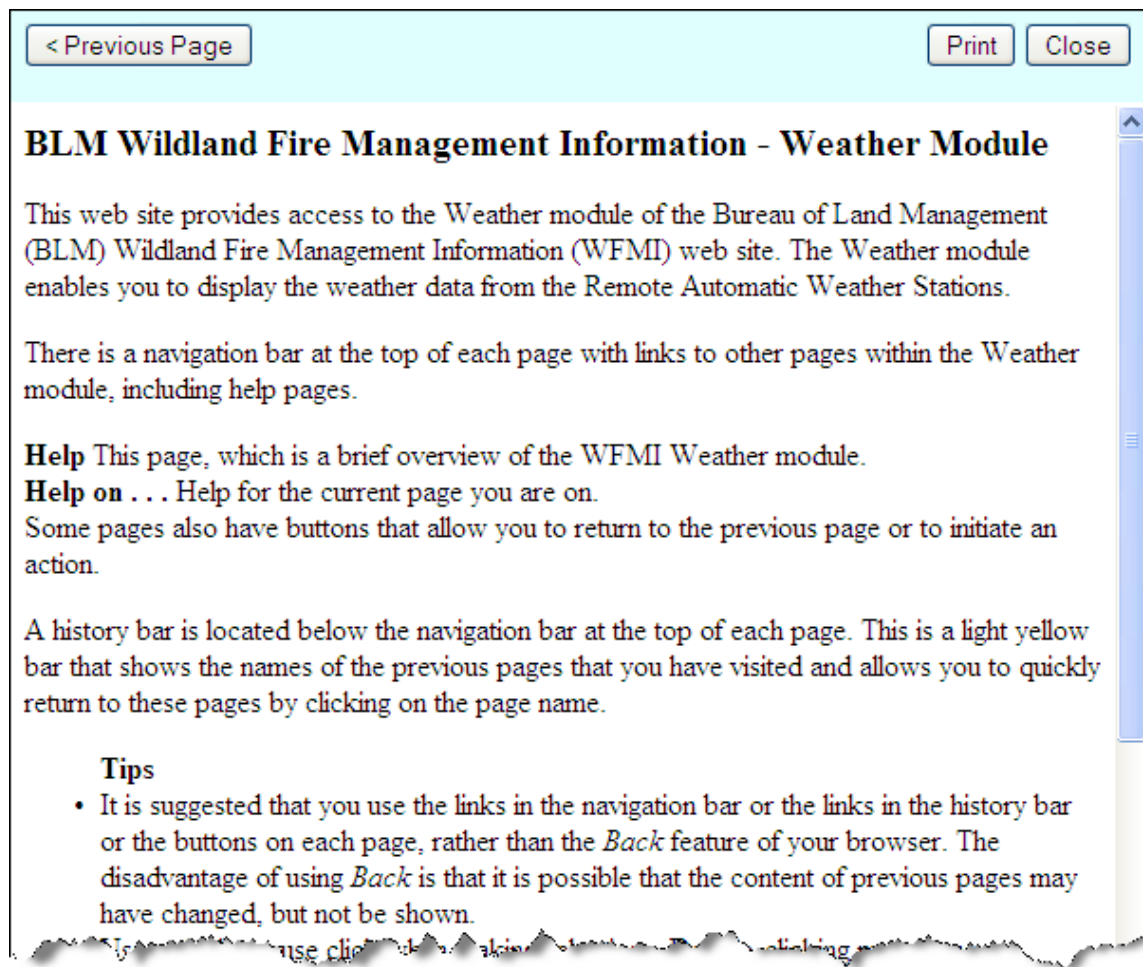 < Previous Page
Print
Close
BLM Wildland Fire Management Information - Weather Module
This web site provides access to the Weather module of the Bureau of Land Management
(BLM) Wildland Fire Management Information (WFMI) web site. The Weather module
enables you to display the weather data from the Remote Automatic Weather Stations.
There is a navigation bar at the top of each page with links to other pages within the Weather
module, including help pages.
Help This page, which is a brief overview of the WFMI Weather module.
Help on . . . Help for the current page you are on.
Some pages also have buttons that allow you to return to the previous page or to initiate an
action.
A history bar is located below the navigation bar at the top of each page. This is a light yellow
bar that shows the names of the previous pages that you have visited and allows you to quickly
return to these pages by clicking on the page name.
Tips
• It is suggested that you use the links in the navigation bar or the links in the history bar
or the buttons on each page, rather than the Back feature of your browser. The
disadvantage of using Back is that it is possible that the content of previous pages may
have changed, but not be shown.